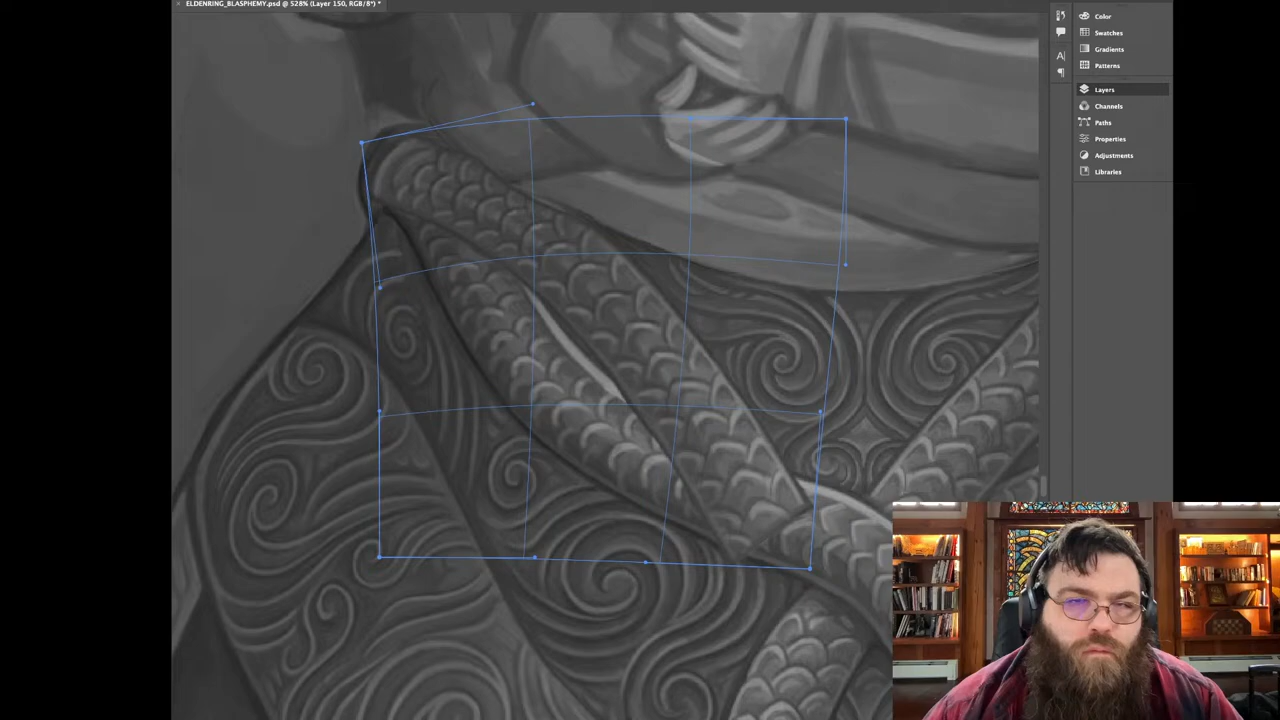 ELDENRING_BLASPHEMY.psd @ 528% (Layer 150, RGB/8*) *
Color
Swatches
Gradients
Patterns
Layers
Channels
Paths
Properties
Adjustments
Libraries